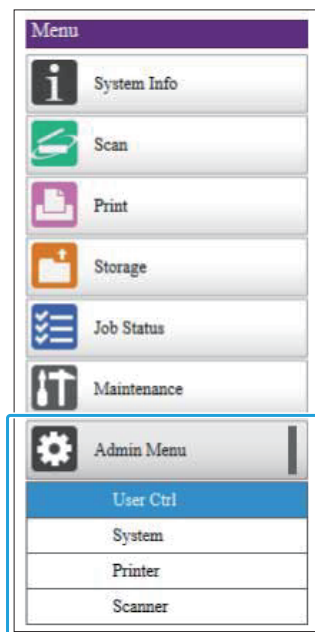 Menu
System Info
Scan
Print
Storage
Job Status
Maintenance
Admin Menu
User Ctrl
System
Printer
Scanner